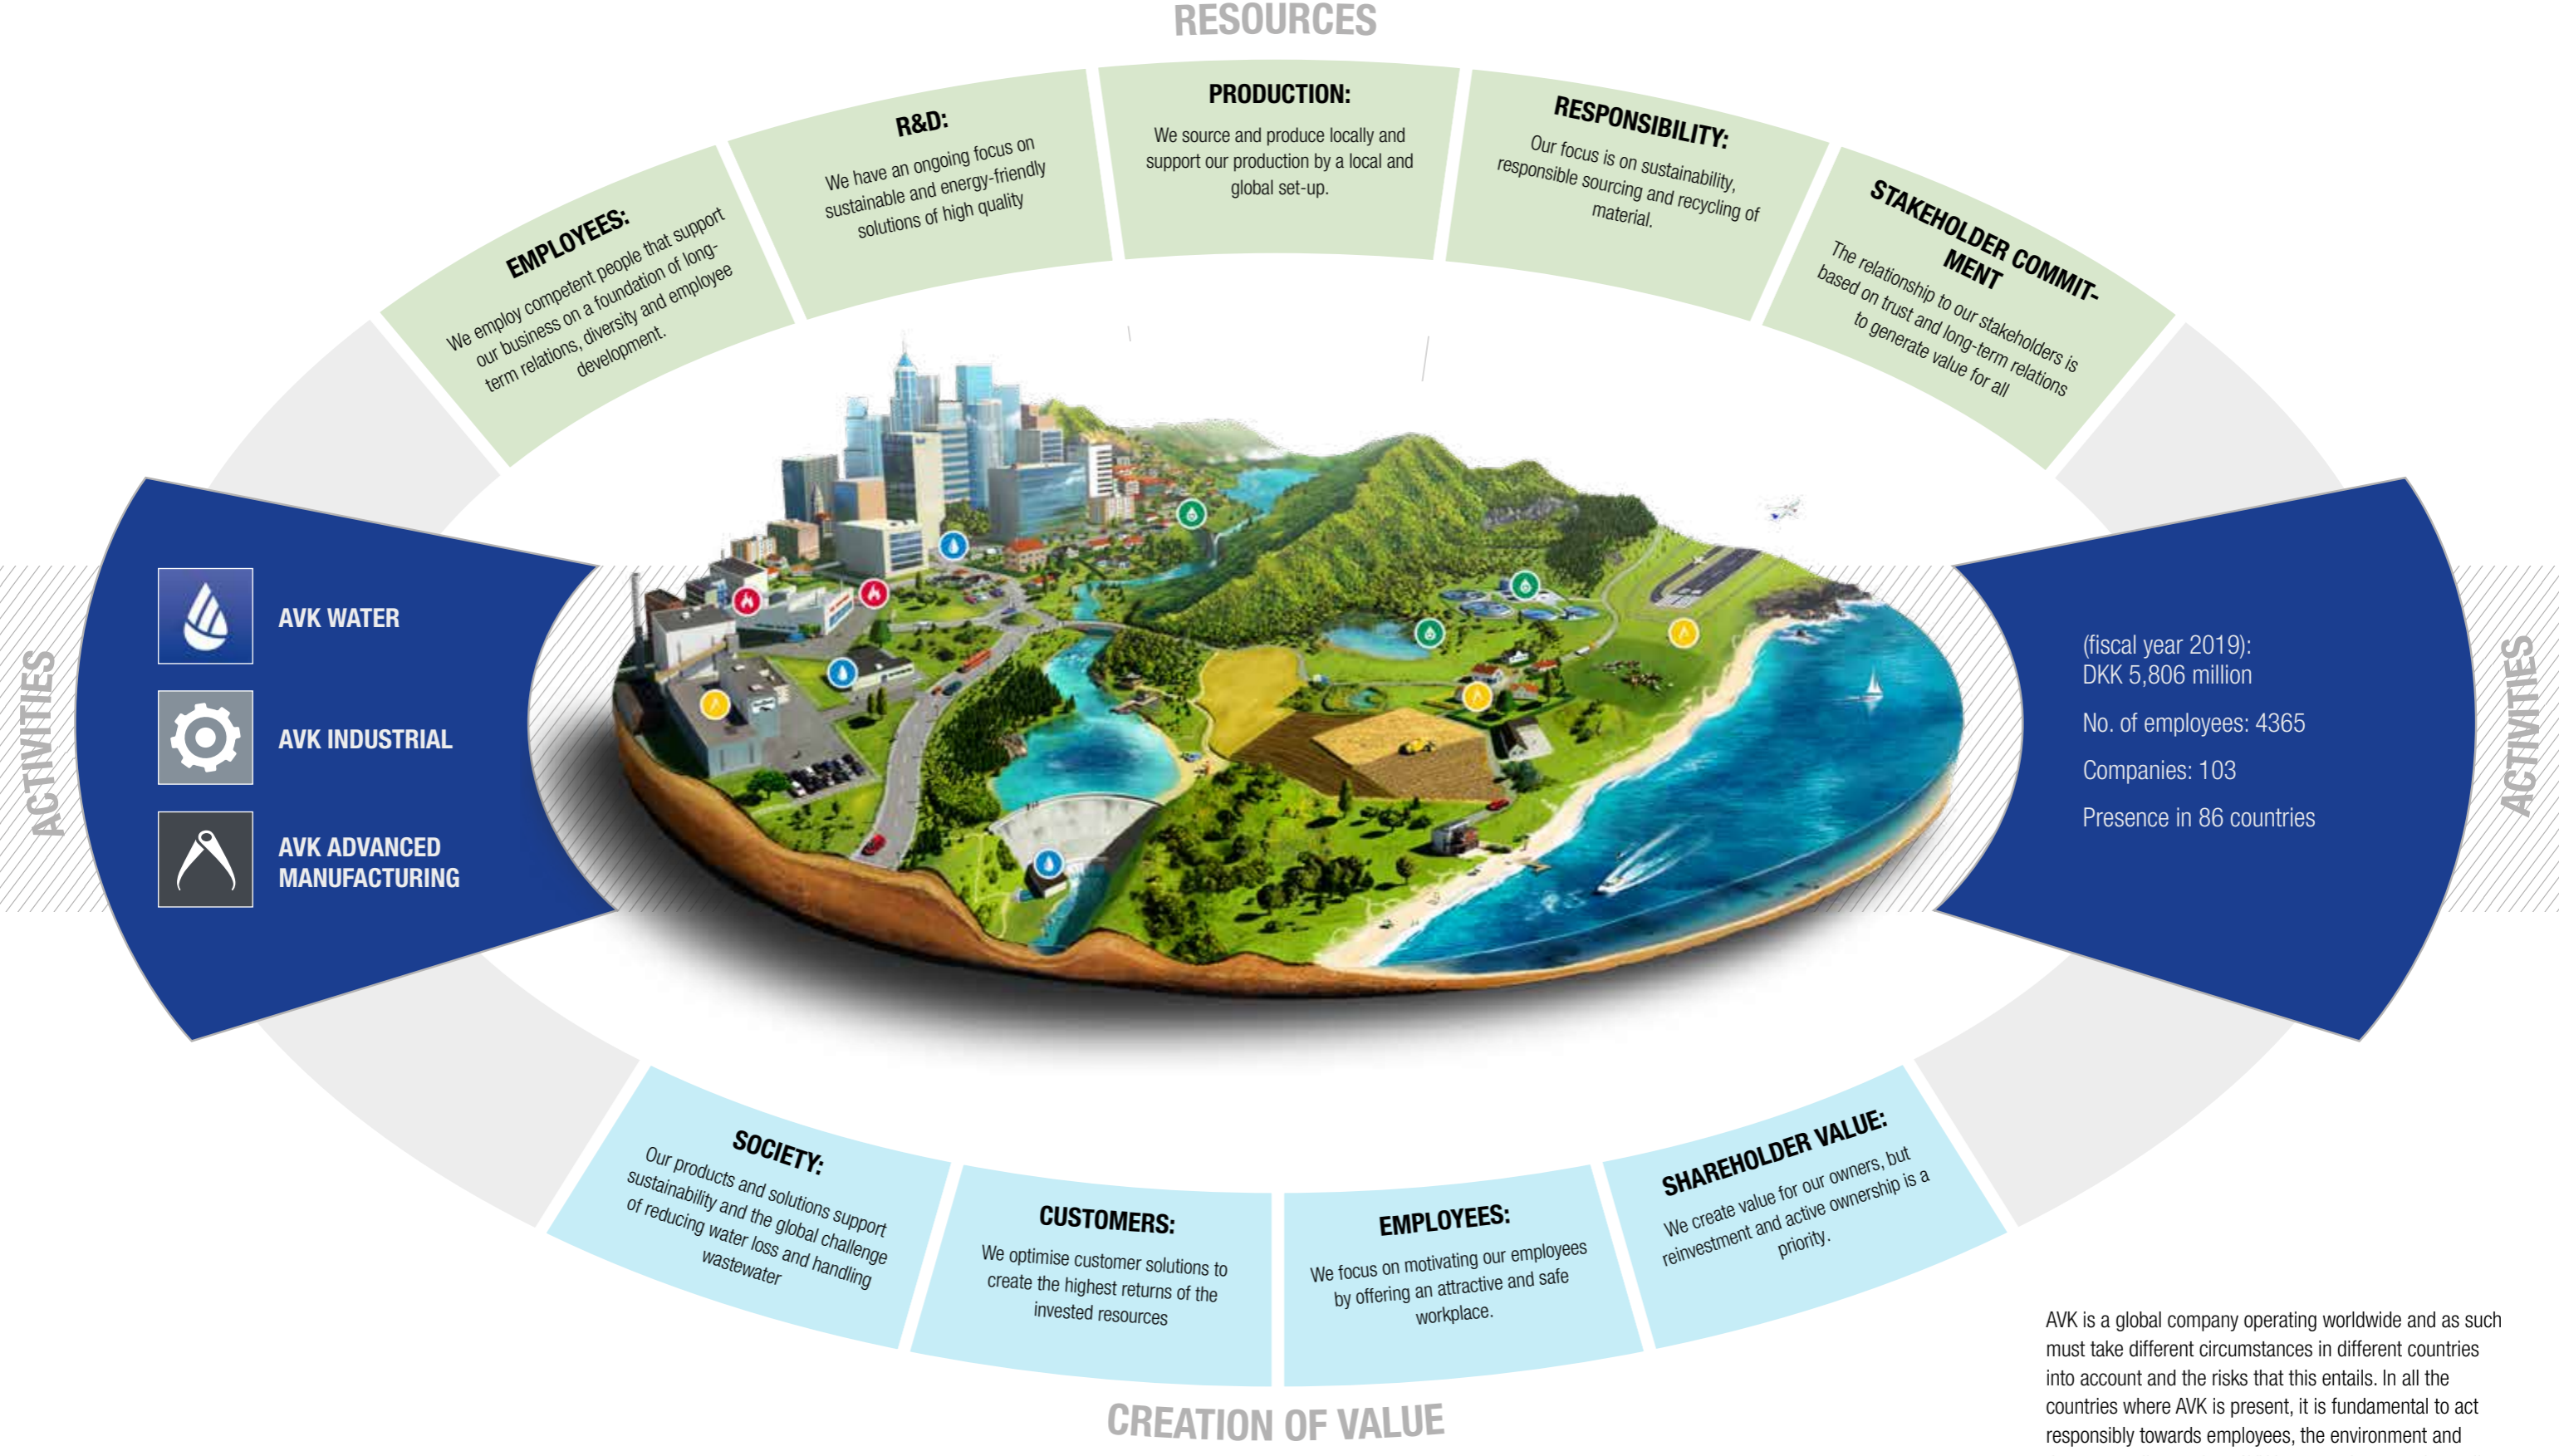 RESOURCES
EMPLOYEES:
We employ competent people that support
our business on a foundation of long-
term relations, diversity and employee
development.
R&D:
We have an ongoing focus on
sustainable and energy-friendly
solutions of high quality
PRODUCTION:
We source and produce locally and
support our production by a local and
global set-up.
RESPONSIBILITY:
Our focus is on sustainability,
responsible sourcing and recycling of
material.
STAKEHOLDER COMMIT-
MENT
The relationship to our stakeholders is
based on trust and long-term relations
to generate value for all
ACTIVITIES
AVK WATER
AVK INDUSTRIAL
AVK ADVANCED
MANUFACTURING
(fiscal year 2019):
DKK 5,806 million
No. of employees: 4365
Companies: 103
Presence in 86 countries
ACTIVITIES
SOCIETY:
Our products and solutions support
sustainability and the global challenge
of reducing water loss and handling
wastewater
CUSTOMERS:
We optimise customer solutions to
create the highest returns of the
invested resources
EMPLOYEES:
We focus on motivating our employees
by offering an attractive and safe
workplace.
SHAREHOLDER VALUE:
We create value for our owners, but
reinvestment and active ownership is a
priority.
CREATION OF VALUE
AVK is a global company operating worldwide and as such
must take different circumstances in different countries
into account and the risks that this entails. In all the
countries where AVK is present, it is fundamental to act
responsibly towards employees, the environment and